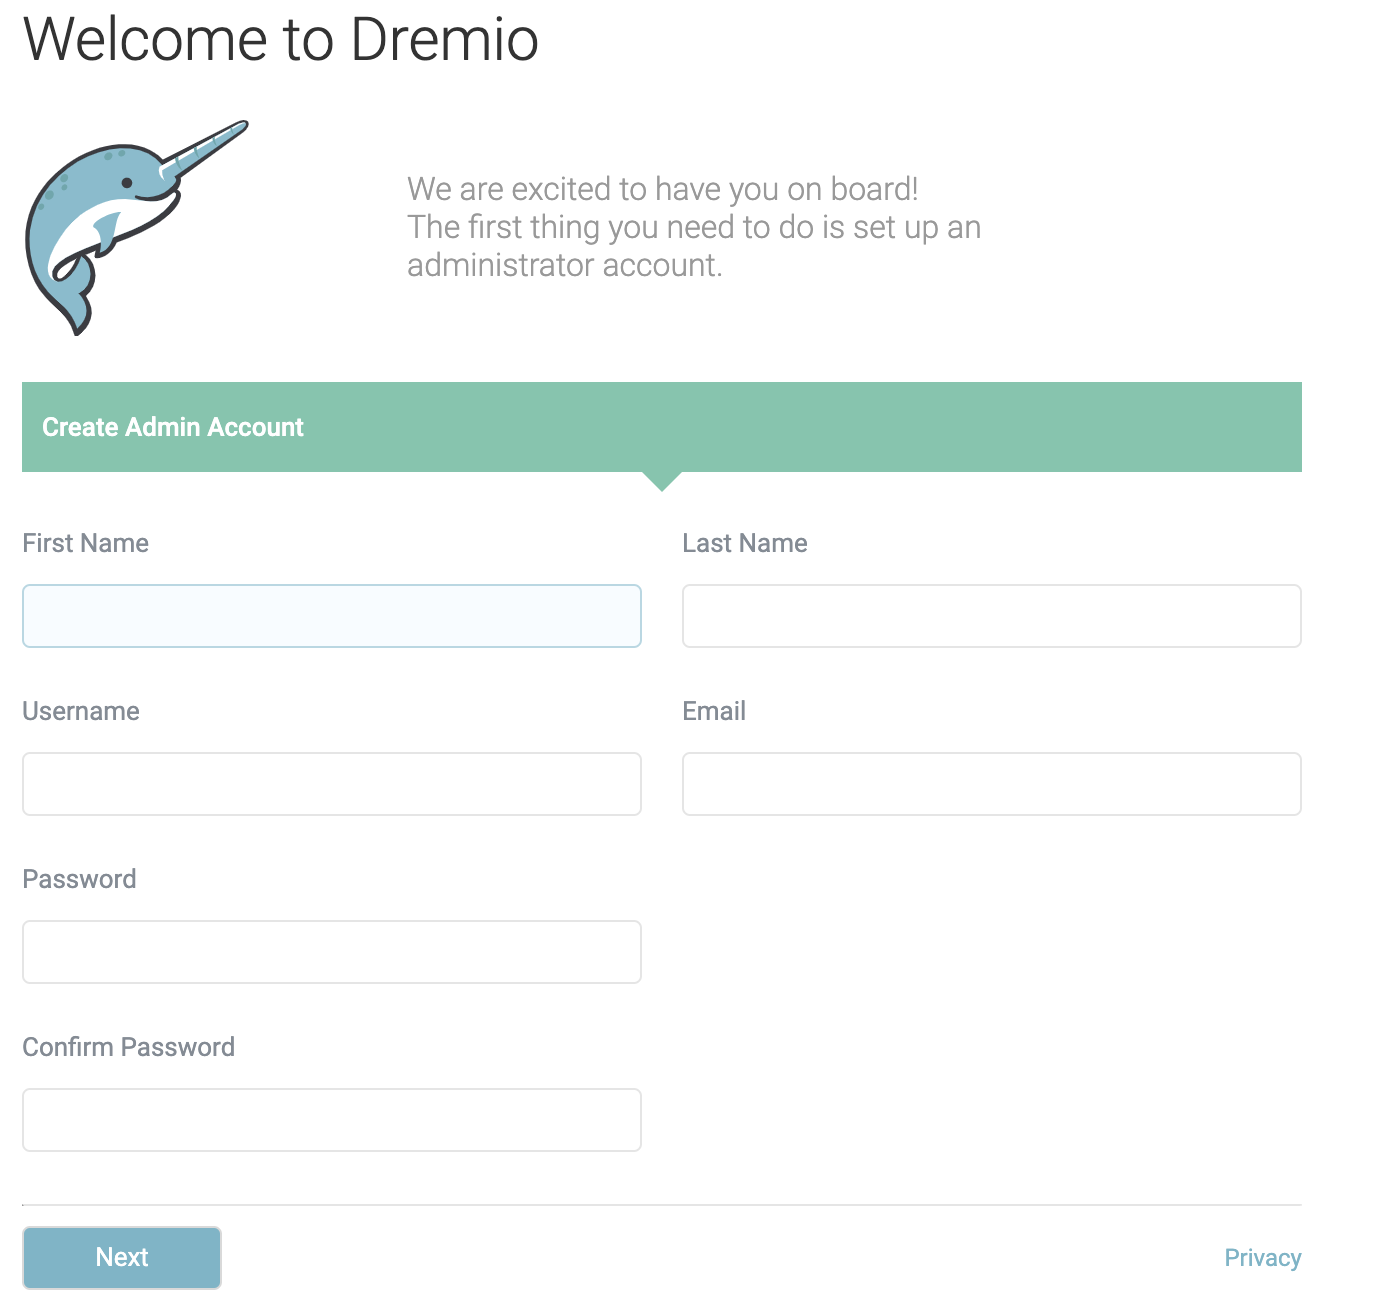 Welcome to Dremio
We are excited to have you on board!
The first thing you need to do is set up an
administrator account.
Create Admin Account
First Name
Last Name
Username
Email
Password
Confirm Password
Next
Privacy